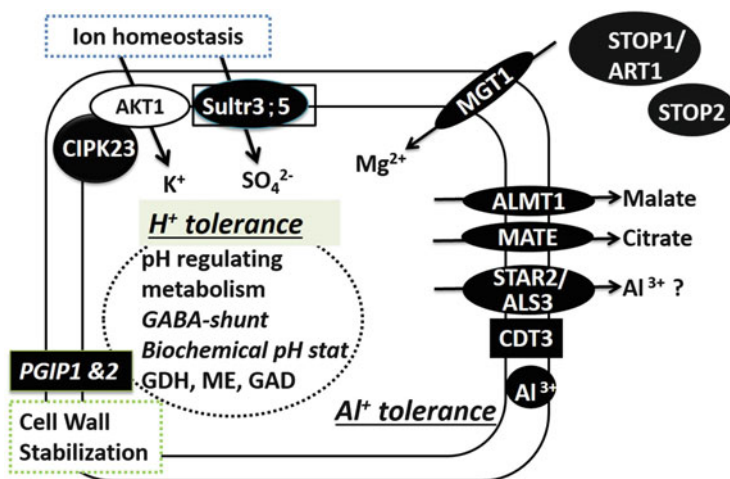 Ion homeostasis
STOP1/
ART1
STOP2
MGT1
AKT1
Sultr3;5
CIPK23
K⁺
SO₄²⁻
Mg²⁺
H⁺ tolerance
pH regulating
metabolism
GABA-shunt
Biochemical pH stat
GDH, ME, GAD
ALMT1
Malate
MATE
Citrate
STAR2/
ALS3
Al³⁺ ?
CDT3
Al³⁺
Al⁺ tolerance
PGIP1 &2
Cell Wall
Stabilization